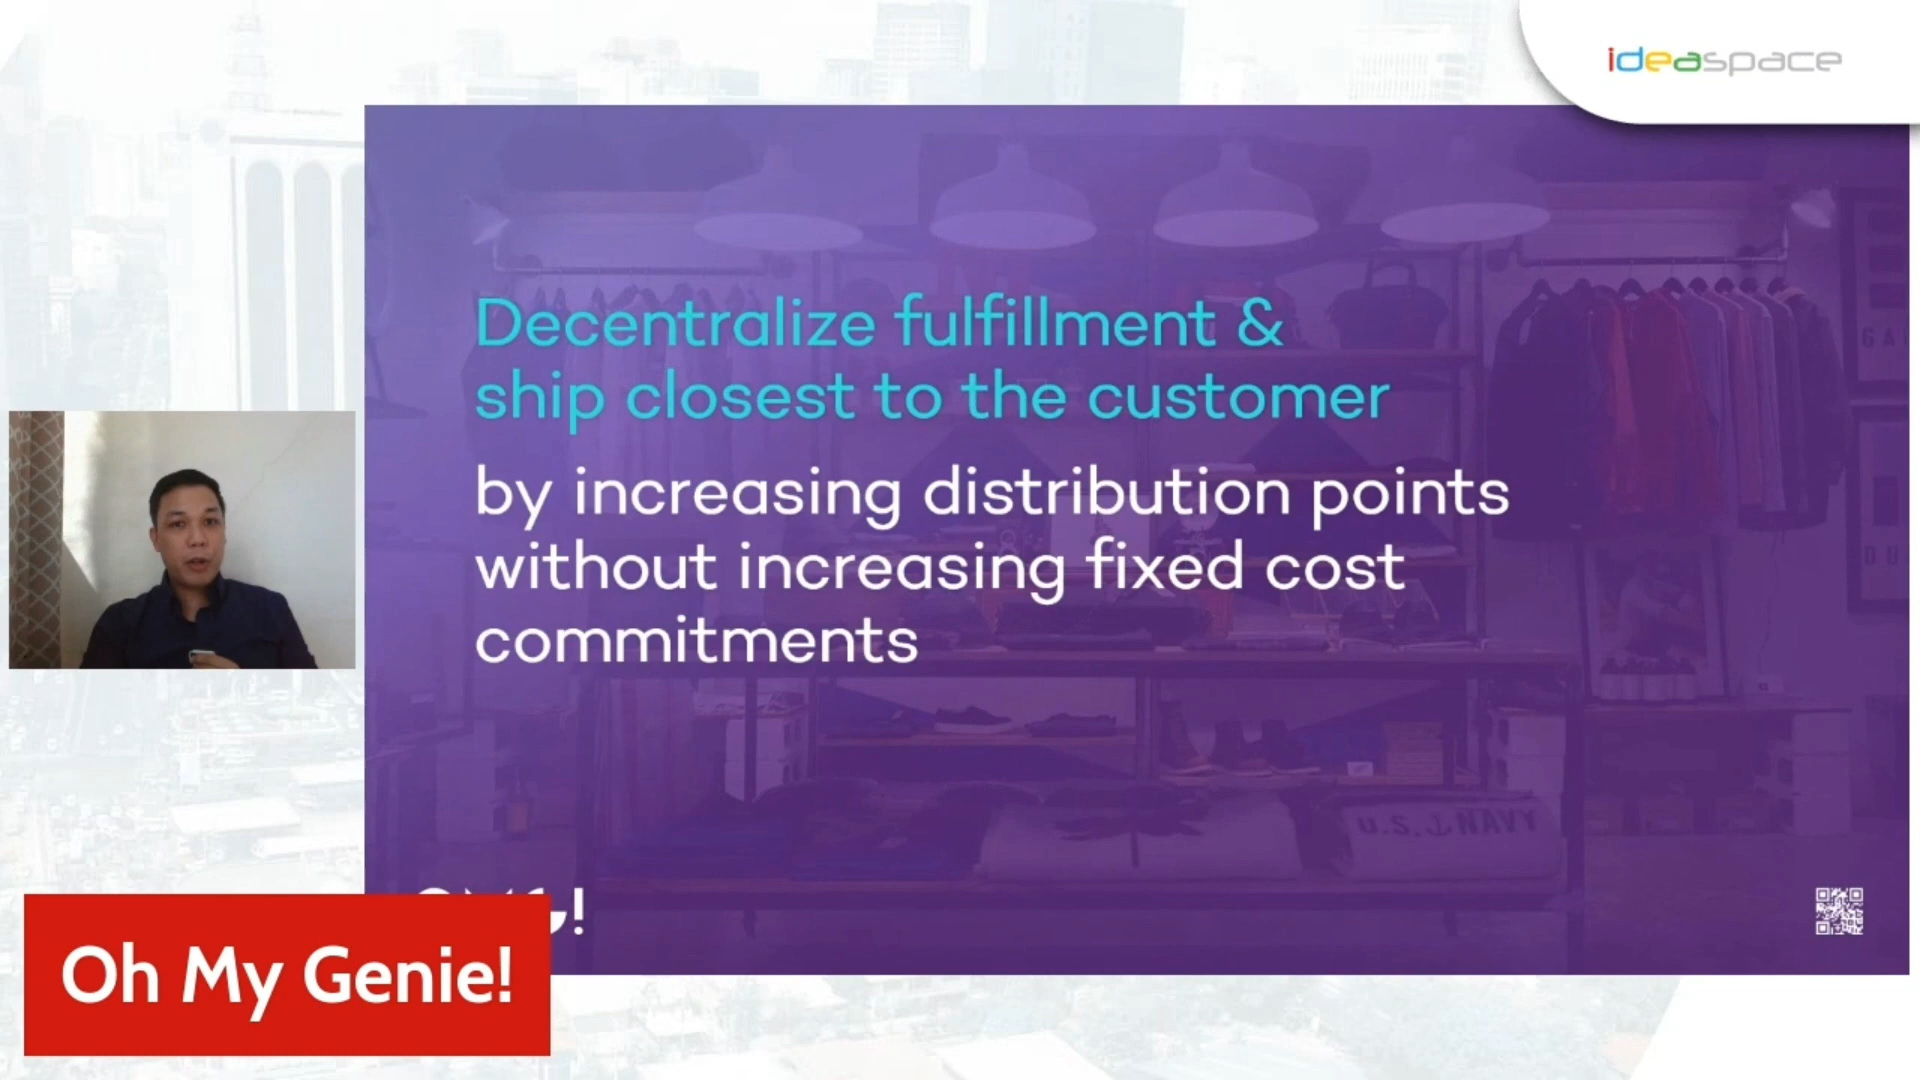 ideaspace
Decentralize fulfillment &
ship closest to the customer
by increasing distribution points
without increasing fixed cost
commitments
U.S. NAVY
Oh My Genie!